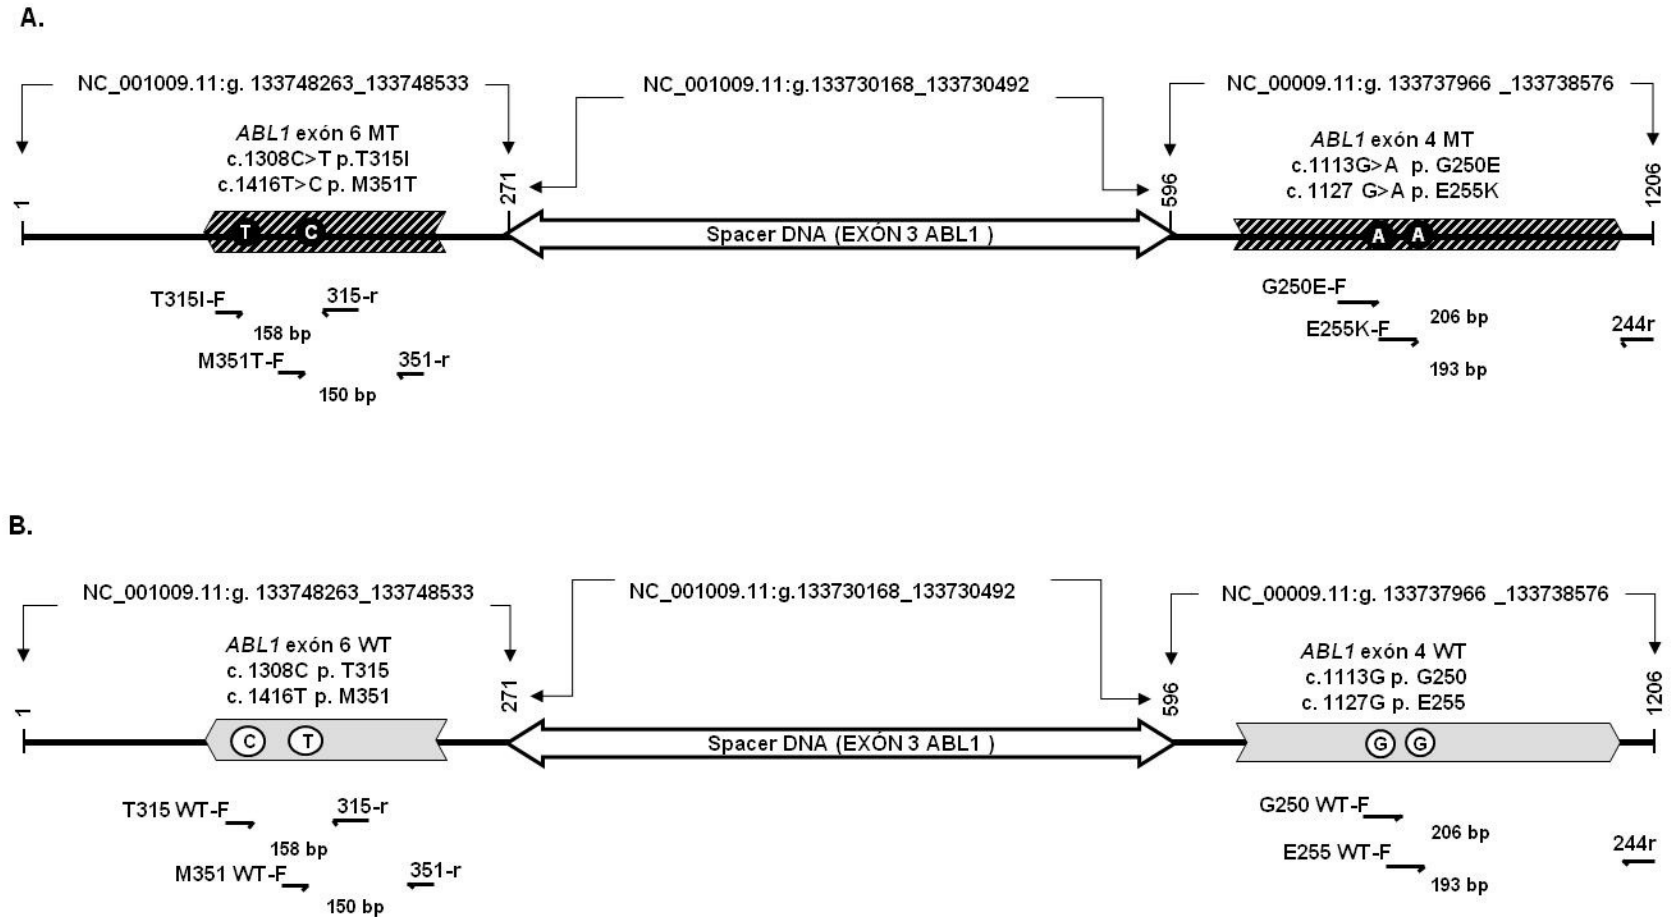 A.
NC_001009.11:g. 133748263_133748533
NC_001009.11:g.133730168_133730492
NC_00009.11:g. 133737966 _133738576
ABL1 exón 6 MT
c.1308C>T p.T315I
c.1416T>C p. M351T
ABL1 exón 4 MT
c.1113G>A p. G250E
c. 1127 G>A p. E255K
1
271
596
1206
T
C
Spacer DNA (EXÓN 3 ABL1 )
A
A
T315I-F
315-r
158 bp
M351T-F
351-r
150 bp
G250E-F
206 bp
E255K-F
244r
193 bp
B.
NC_001009.11:g. 133748263_133748533
NC_001009.11:g.133730168_133730492
NC_00009.11:g. 133737966 _133738576
ABL1 exón 6 WT
c. 1308C p. T315
c. 1416T p. M351
ABL1 exón 4 WT
c.1113G p. G250
c. 1127G p. E255
1
271
596
1206
C
T
Spacer DNA (EXÓN 3 ABL1 )
G
G
T315 WT-F
315-r
158 bp
M351 WT-F
351-r
150 bp
G250 WT-F
206 bp
E255 WT-F
244r
193 bp